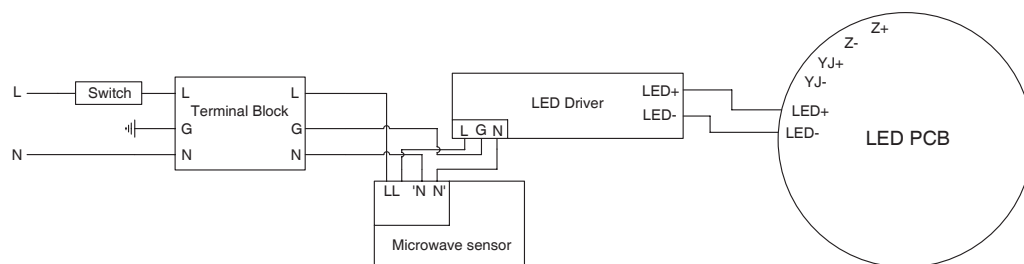 Z+
Z-
YJ+
YJ-
L
Switch
L
Terminal Block
L
G
G
N
N
N
LED Driver
LED+
LED-
L G N
LED+
LED-
LED PCB
LL 'N N'
Microwave sensor